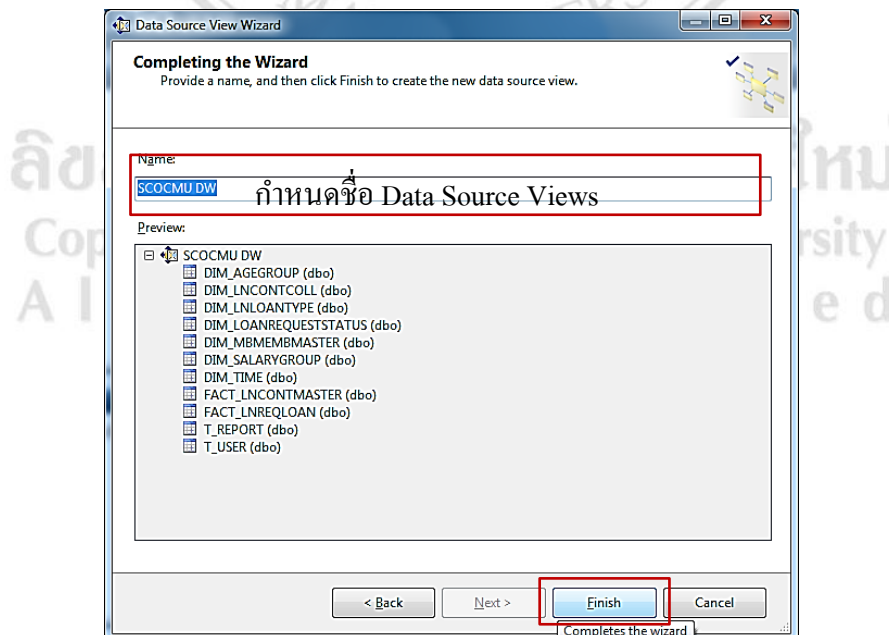 Data Source View Wizard
Completing the Wizard
Provide a name, and then click Finish to create the new data source view.
Name:
SCOCMU DW
กำหนดชื่อ Data Source Views
Preview:
SCOCMU DW
DIM_AGEGROUP (dbo)
DIM_LNCONTCOLL (dbo)
DIM_LNLOANTYPE (dbo)
DIM_LOANREQUESTSTATUS (dbo)
DIM_MBMEMBMASTER (dbo)
DIM_SALARYGROUP (dbo)
DIM_TIME (dbo)
FACT_LNCONTMASTER (dbo)
FACT_LNREQLOAN (dbo)
T_REPORT (dbo)
T_USER (dbo)
< Back
Next >
Finish
Cancel
Completes the wizard